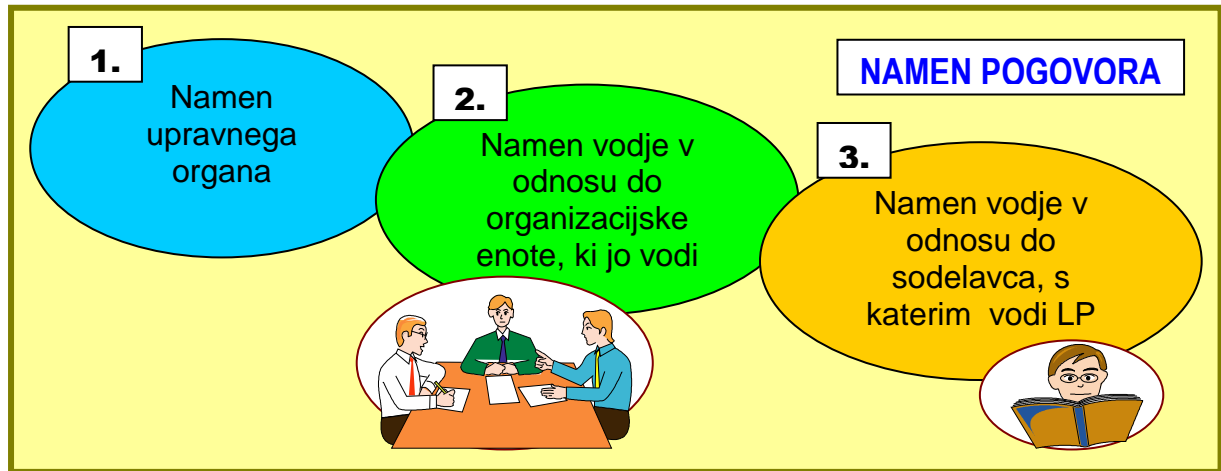 1.
Namen
upravnega
organa
2.
Namen vodje v
odnosu do
organizacijske
enote, ki jo vodi
NAMEN POGOVORA
3.
Namen vodje v
odnosu do
sodelavca, s
katerim vodi LP